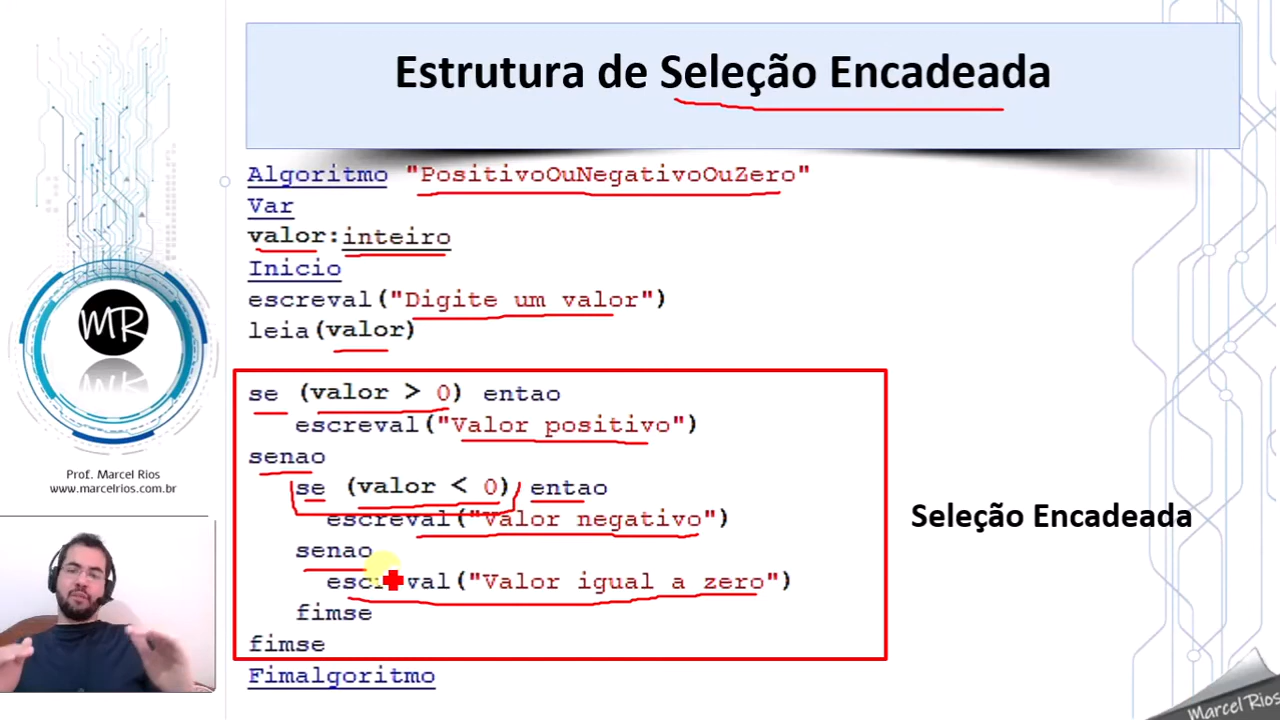 Estrutura de Seleção Encadeada
Algoritmo "PositivoOuNegativoOuZero"
Var
valor:inteiro
Inicio
escreval("Digite um valor")
leia(valor)
se (valor > 0) entao
escreval("Valor positivo")
senao
se (valor < 0) entao
escreval("Valor negativo")
senao
escreval("Valor igual a zero")
fimse
fimse
Fimalgoritmo
Seleção Encadeada
MR
Prof. Marcel Rios
www.marcelrios.com.br
Marcel Rios